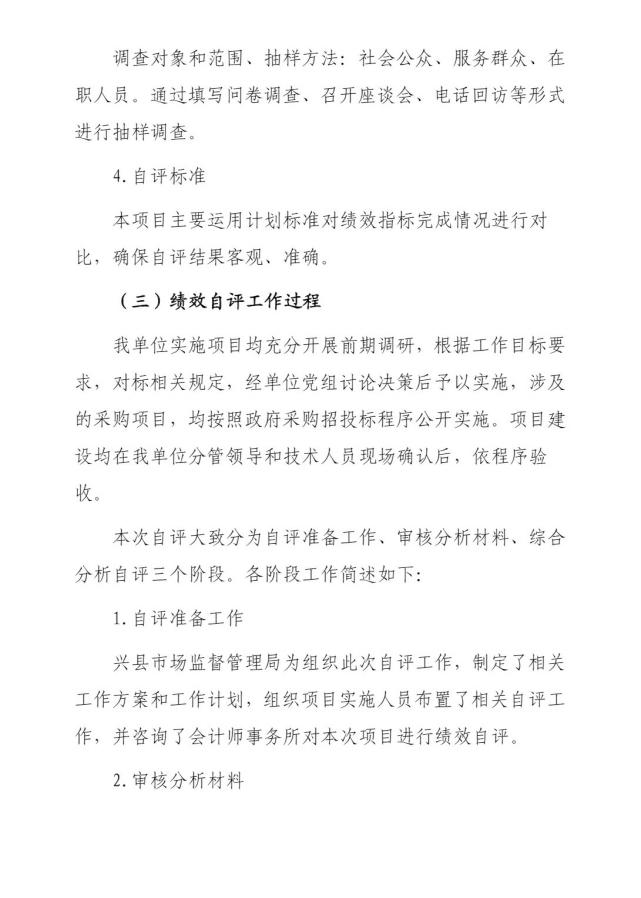 调查对象和范围、抽样方法：社会公众、服务群众、在
职人员。通过填写问卷调查、召开座谈会、电话回访等形式
进行抽样调查。
4.自评标准
本项目主要运用计划标准对绩效指标完成情况进行对
比，确保自评结果客观、准确。
（三）绩效自评工作过程
我单位实施项目均充分开展前期调研，根据工作目标要
求，对标相关规定，经单位党组讨论决策后予以实施，涉及
的采购项目，均按照政府采购招投标程序公开实施。项目建
设均在我单位分管领导和技术人员现场确认后，依程序验
收。
本次自评大致分为自评准备工作、审核分析材料、综合
分析自评三个阶段。各阶段工作简述如下：
1.自评准备工作
兴县市场监督管理局为组织此次自评工作，制定了相关
工作方案和工作计划，组织项目实施人员布置了相关自评工
作，并咨询了会计师事务所对本次项目进行绩效自评。
2.审核分析材料